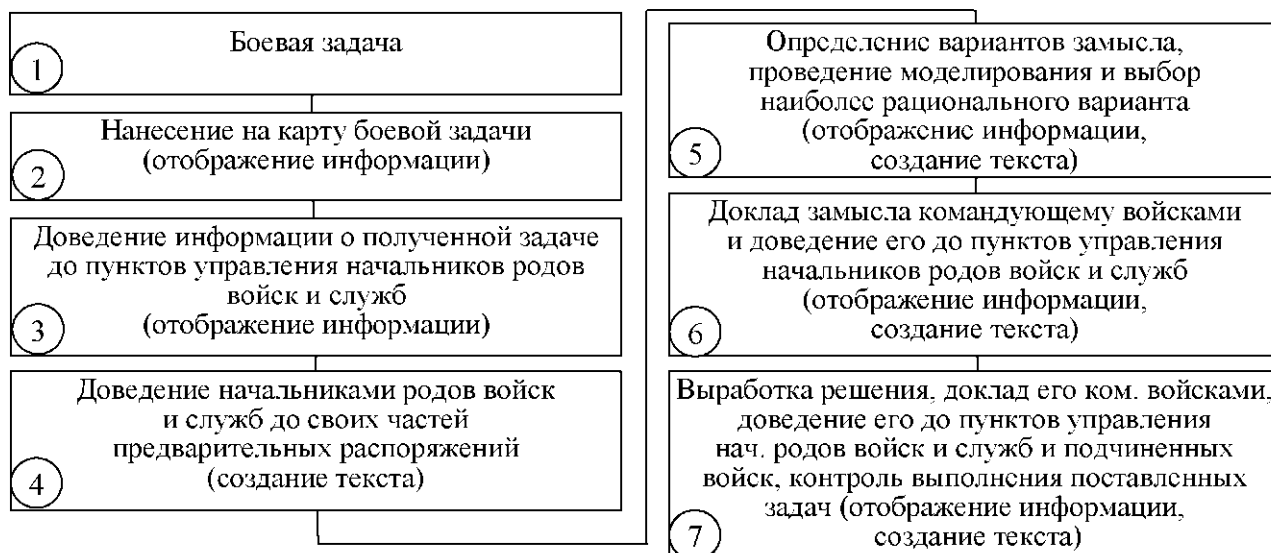 Боевая задача
1
Нанесение на карту боевой задачи
(отображение информации)
2
Доведение информации о полученной задаче
до пунктов управления начальников родов
войск и служб
(отображение информации)
3
Доведение начальниками родов войск
и служб до своих частей
предварительных распоряжений
(создание текста)
4
Определение вариантов замысла,
проведение моделирования и выбор
наиболее рационального варианта
(отображение информации,
создание текста)
5
Доклад замысла командующему войсками
и доведение его до пунктов управления
начальников родов войск и служб
(отображение информации,
создание текста)
6
Выработка решения, доклад его ком. войсками,
доведение его до пунктов управления
нач. родов войск и служб и подчиненных
войск, контроль выполнения поставленных
задач (отображение информации,
создание текста)
7